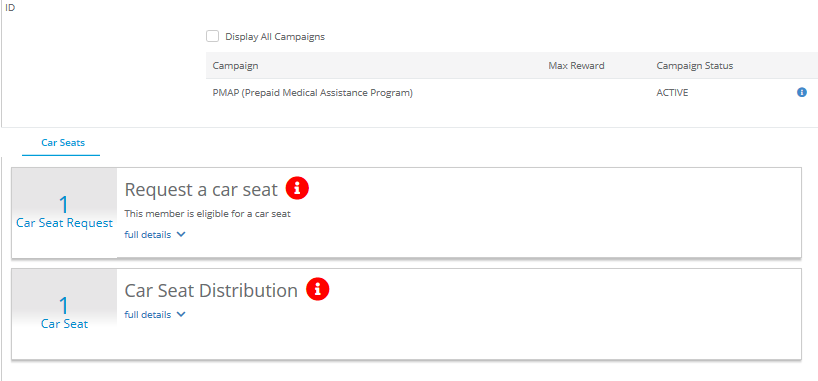 ID
Display All Campaigns
Campaign Max Reward Campaign Status
PMAP (Prepaid Medical Assistance Program) ACTIVE
Car Seats
1
Car Seat Request
Request a car seat
This member is eligible for a car seat
full details
1
Car Seat
Car Seat Distribution
full details